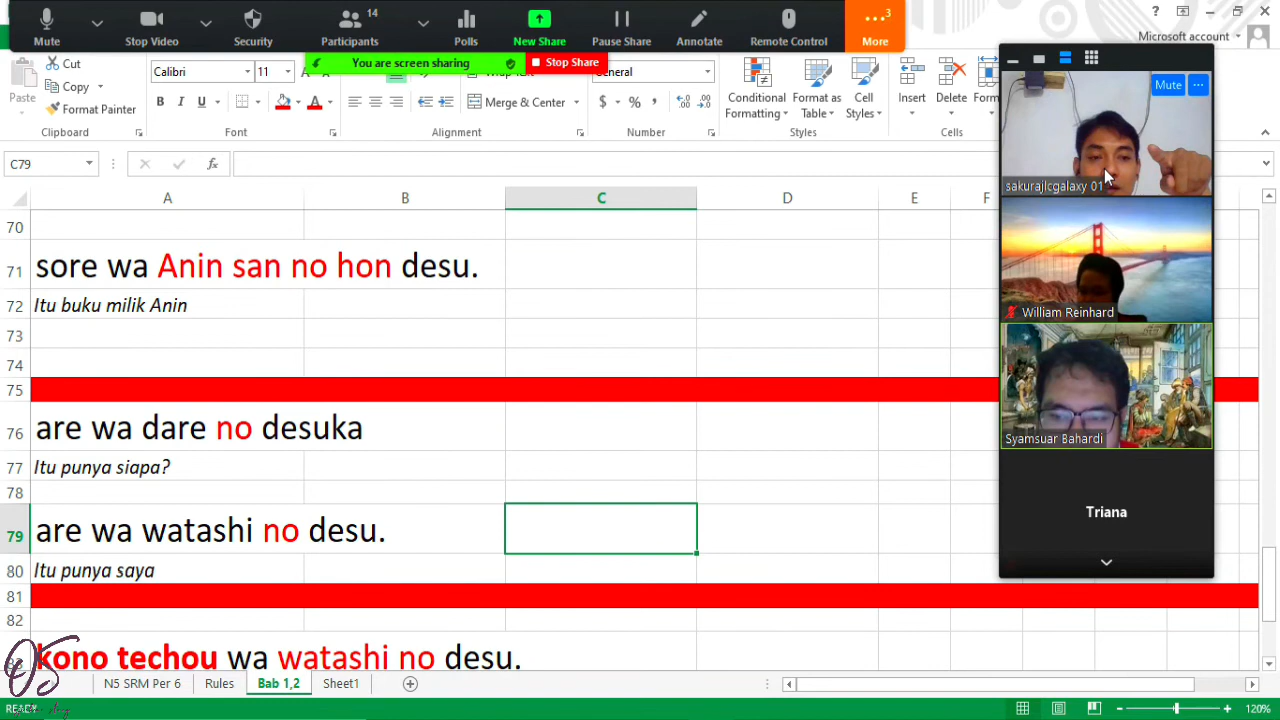 14
3
Mute
Stop Video
Security
Participants
Polls
New Share
Pause Share
Annotate
Remote Control
More
You are screen sharing
Stop Share
Microsoft account
Cut
Copy
Format Painter
Paste
Calibri
11
General
Merge & Center
Conditional
Formatting
Format as
Table
Cell
Styles
Insert
Delete
Clipboard
Font
Alignment
Number
Styles
Cells
C79
A B C D E F
70
71 sore wa Anin san no hon desu.
72 Itu buku milik Anin
73
74
75
76 are wa dare no desuka
77 Itu punya siapa?
78
79 are wa watashi no desu.
80 Itu punya saya
81
82
kono techou wa watashi no desu.
Mute
sakurajlcgalaxy 01
William Reinhard
Syamsuar Bahardi
Triana
N5 SRM Per 6
Rules
Bab 1,2
Sheet1
120%